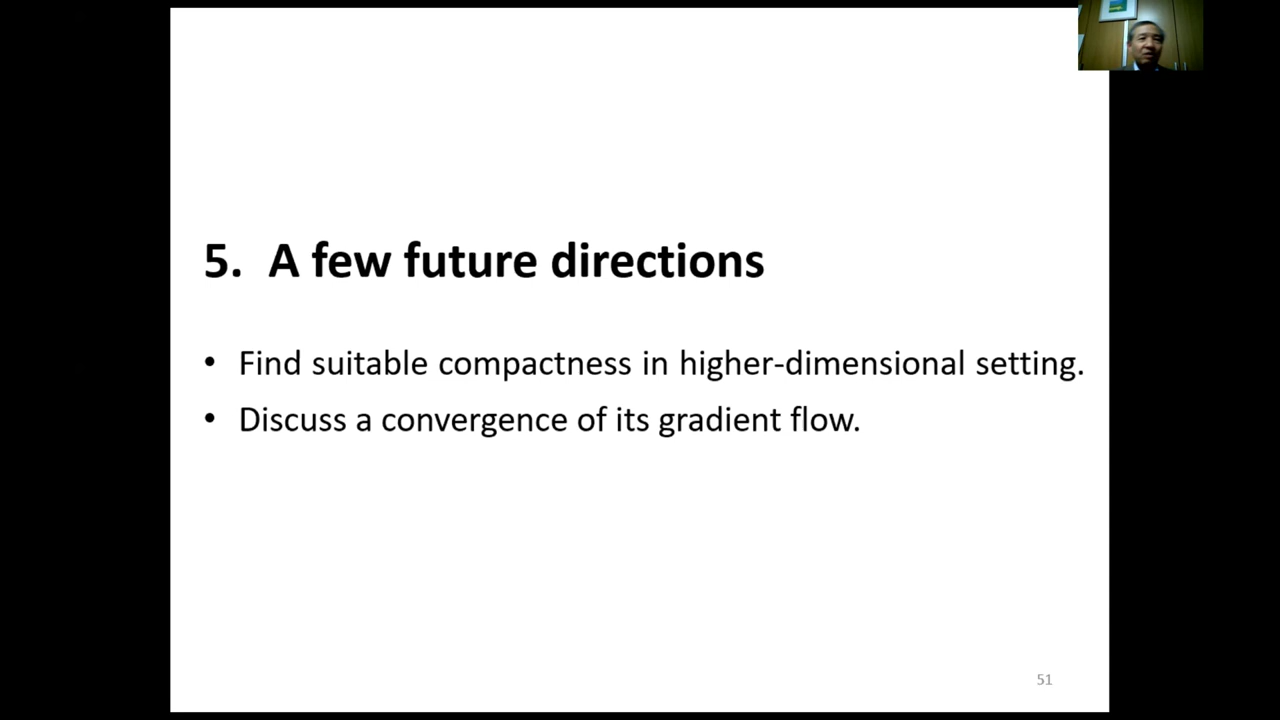 5. A few future directions
• Find suitable compactness in higher-dimensional setting.
• Discuss a convergence of its gradient flow.
51